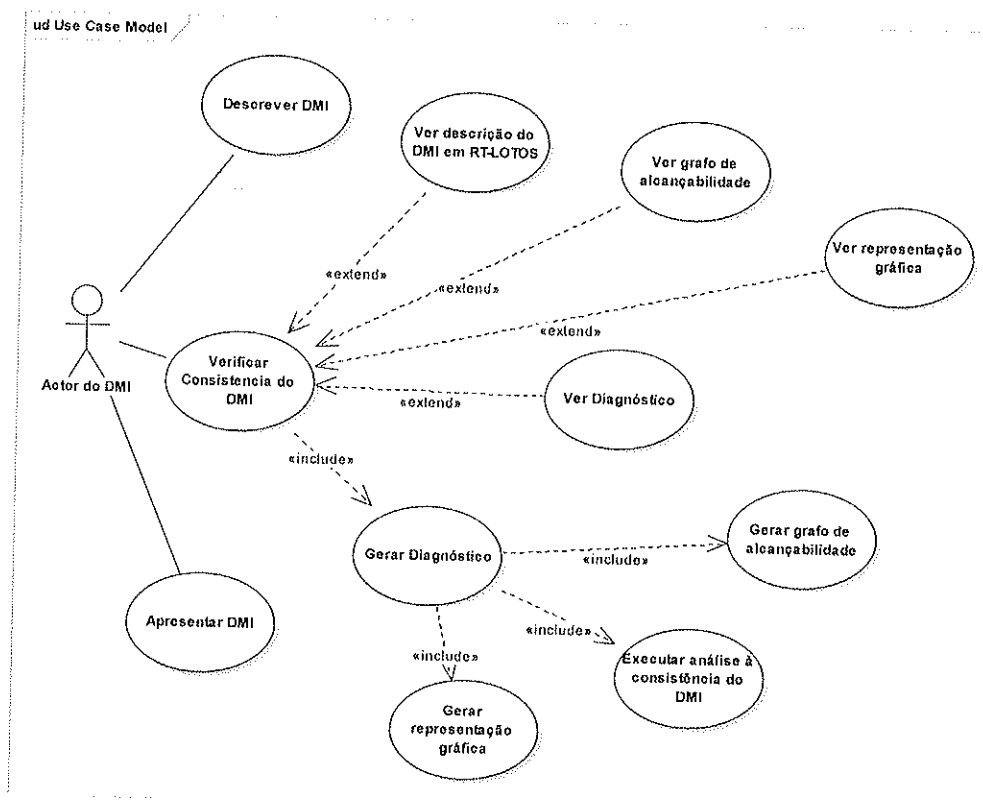 ud Use Case Model
Descrever DMI
Ver descrição do
DMI em RT-LOTOS
Ver grafo de
alcançabilidade
Ver representação
gráfica
«extend»
«extend»
«extend»
Actor do DMI
Verificar
Consistencia do
DMI
«extend»
Ver Diagnóstico
«include»
Gerar Diagnóstico
«include»
Gerar grafo de
alcançabilidade
Apresentar DMI
«include»
Executar análise à
consistência do
DMI
«include»
Gerar
representação
gráfica